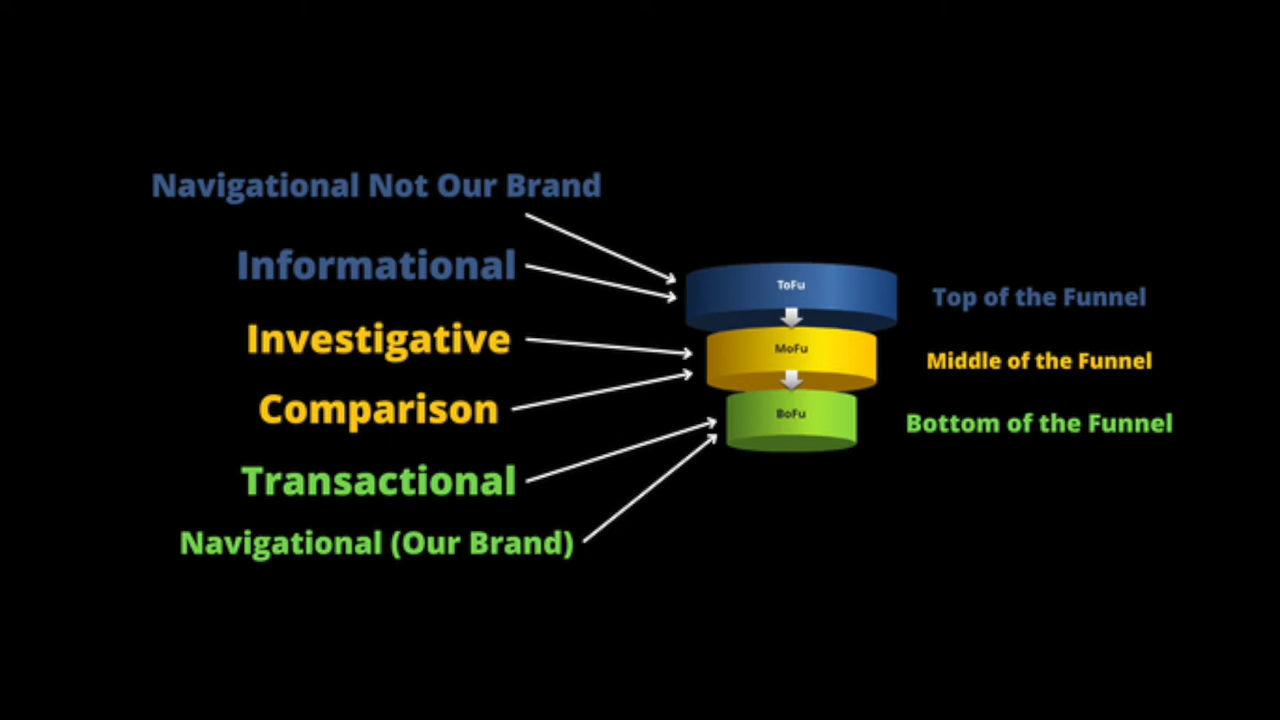 Navigational Not Our Brand
Informational
Investigative
Comparison
Transactional
Navigational (Our Brand)
ToFu
MoFu
BoFu
Top of the Funnel
Middle of the Funnel
Bottom of the Funnel